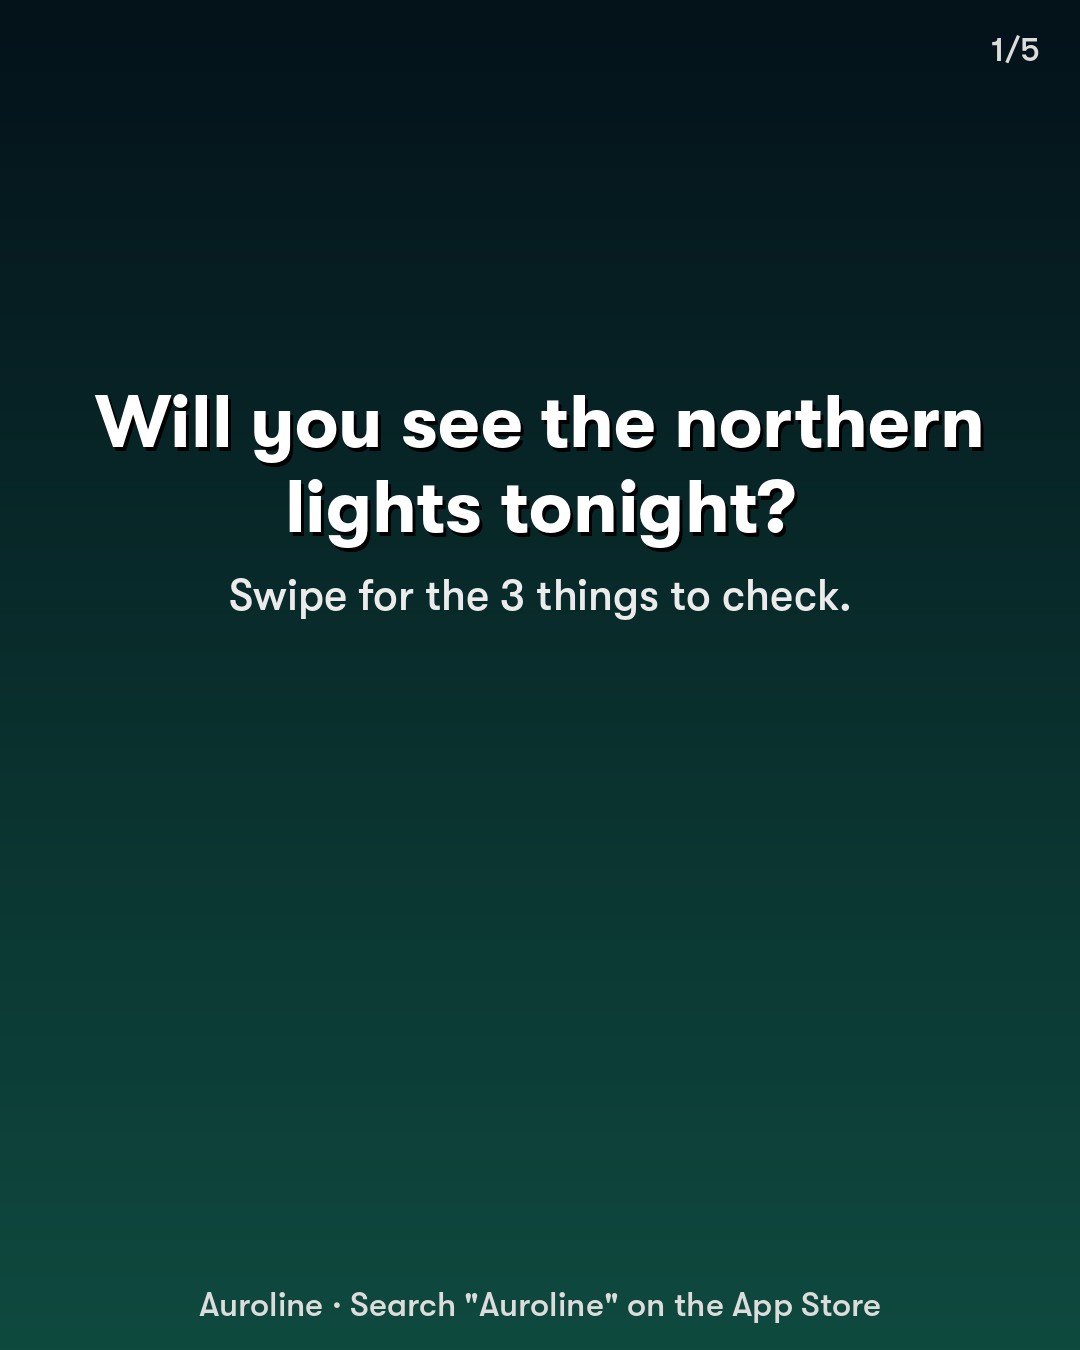 1/5
Will you see the northern
lights tonight?
Swipe for the 3 things to check.
Auroline · Search "Auroline" on the App Store